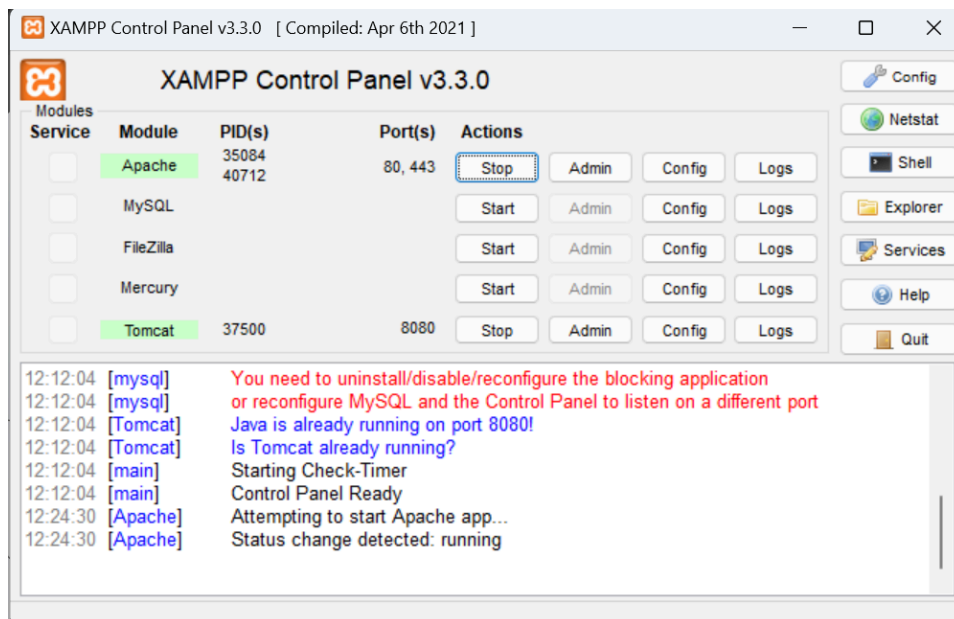 XAMPP Control Panel v3.3.0 [ Compiled: Apr 6th 2021 ]
XAMPP Control Panel v3.3.0
Config
Modules
Netstat
Service Module PID(s) Port(s) Actions
Apache 35084 40712 80, 443 Stop Admin Config Logs
Shell
MySQL Start Admin Config Logs
Explorer
FileZilla Start Admin Config Logs
Services
Mercury Start Admin Config Logs
Help
Tomcat 37500 8080 Stop Admin Config Logs
Quit
12:12:04 [mysql] You need to uninstall/disable/reconfigure the blocking application
12:12:04 [mysql] or reconfigure MySQL and the Control Panel to listen on a different port
12:12:04 [Tomcat] Java is already running on port 8080!
12:12:04 [Tomcat] Is Tomcat already running?
12:12:04 [main] Starting Check-Timer
12:12:04 [main] Control Panel Ready
12:24:30 [Apache] Attempting to start Apache app...
12:24:30 [Apache] Status change detected: running